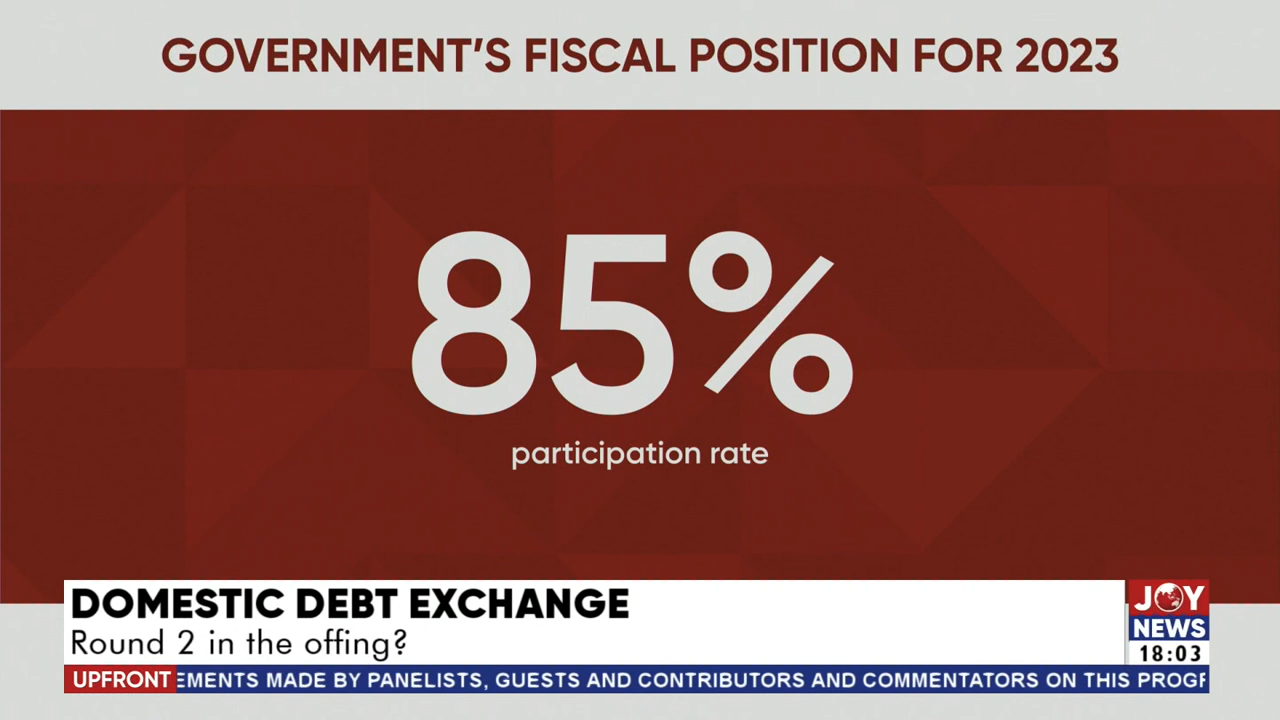 GOVERNMENT'S FISCAL POSITION FOR 2023
85%
participation rate
DOMESTIC DEBT EXCHANGE
Round 2 in the offing?
JOY
NEWS
18:03
UPFRONT
MADE BY PANELISTS, GUESTS AND CONTRIBUTORS AND COMMENTATORS ON THIS